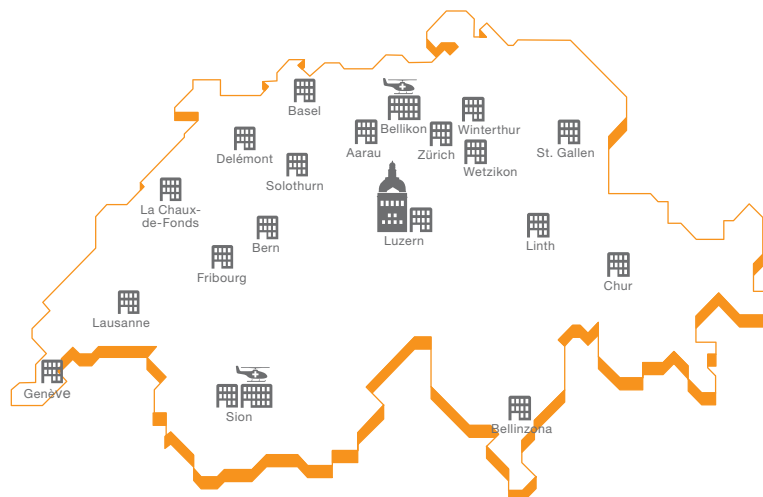 Basel
Bellikon
Winterthur
Delémont
Aarau
Zürich
St. Gallen
Wetzikon
Solothurn
La Chaux-
de-Fonds
Bern
Luzern
Linth
Fribourg
Chur
Lausanne
Genève
Sion
Bellinzona